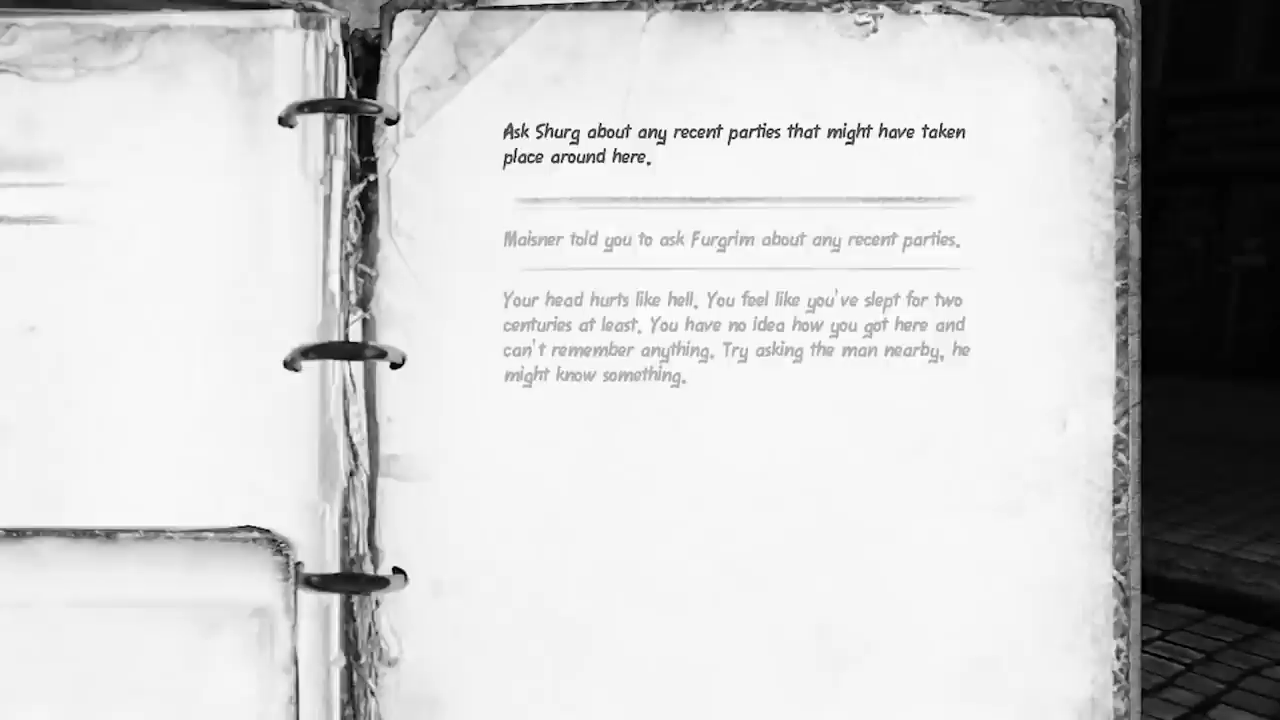 Ask Shurg about any recent parties that might have taken
place around here.
Maisner told you to ask Furgrim about any recent parties.
Your head hurts like hell. You feel like you've slept for two
centuries at least. You have no idea how you got here and
can't remember anything. Try asking the man nearby, he
might know something.